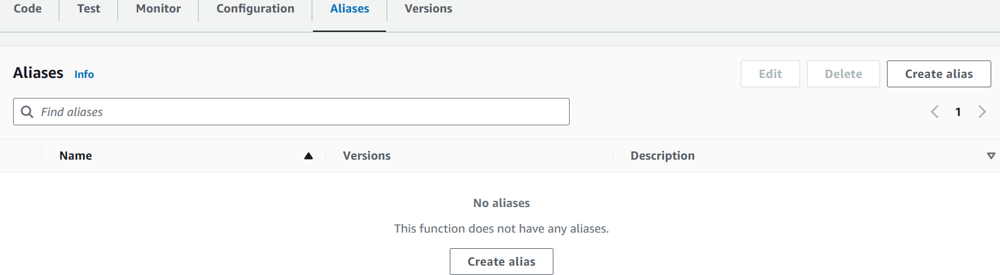 Code Test Monitor Configuration Aliases Versions
Aliases Info Edit Delete Create alias
Find aliases 1
Name Versions Description
No aliases
This function does not have any aliases.
Create alias